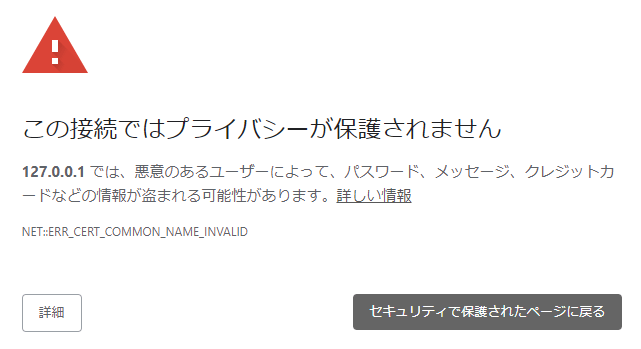 この接続ではプライバシーが保護されません
127.0.0.1 では、悪意のあるユーザーによって、パスワード、メッセージ、クレジットカ
ードなどの情報が盗まれる可能性があります。詳しい情報
NET::ERR_CERT_COMMON_NAME_INVALID
詳細
セキュリティで保護されたページに戻る